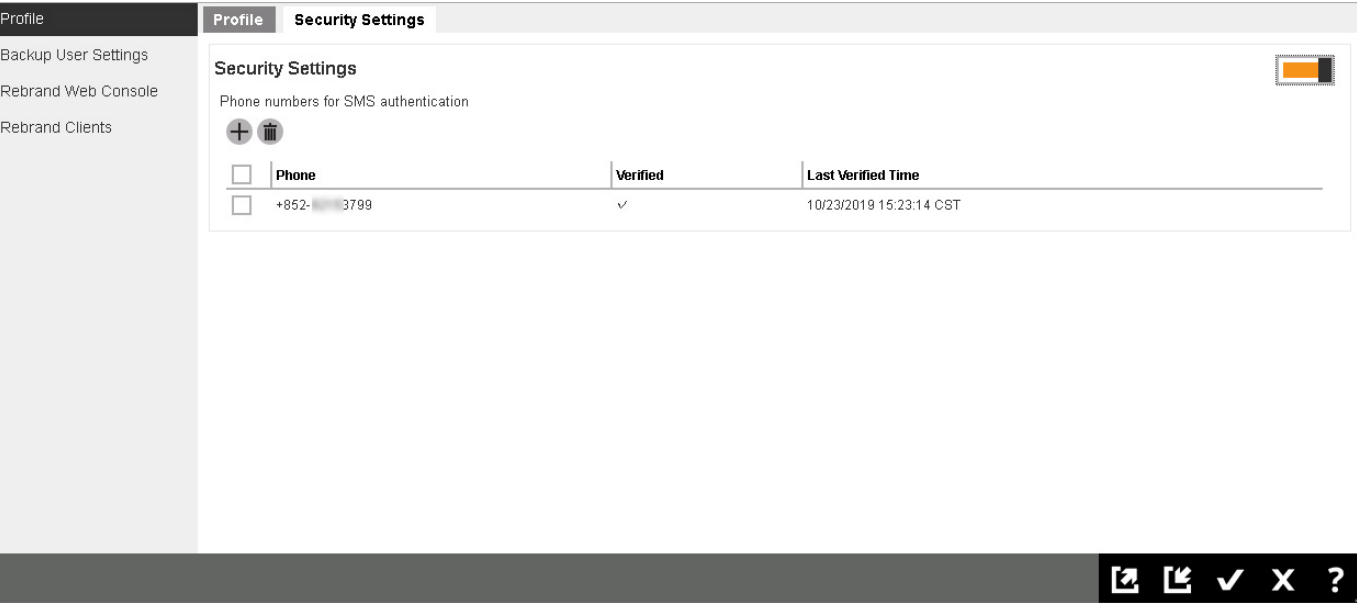 Profile
Backup User Settings
Rebrand Web Console
Rebrand Clients
Profile Security Settings
Security Settings
Phone numbers for SMS authentication
Phone Verified Last Verified Time
+852- 3799 10/23/2019 15:23:14 CST